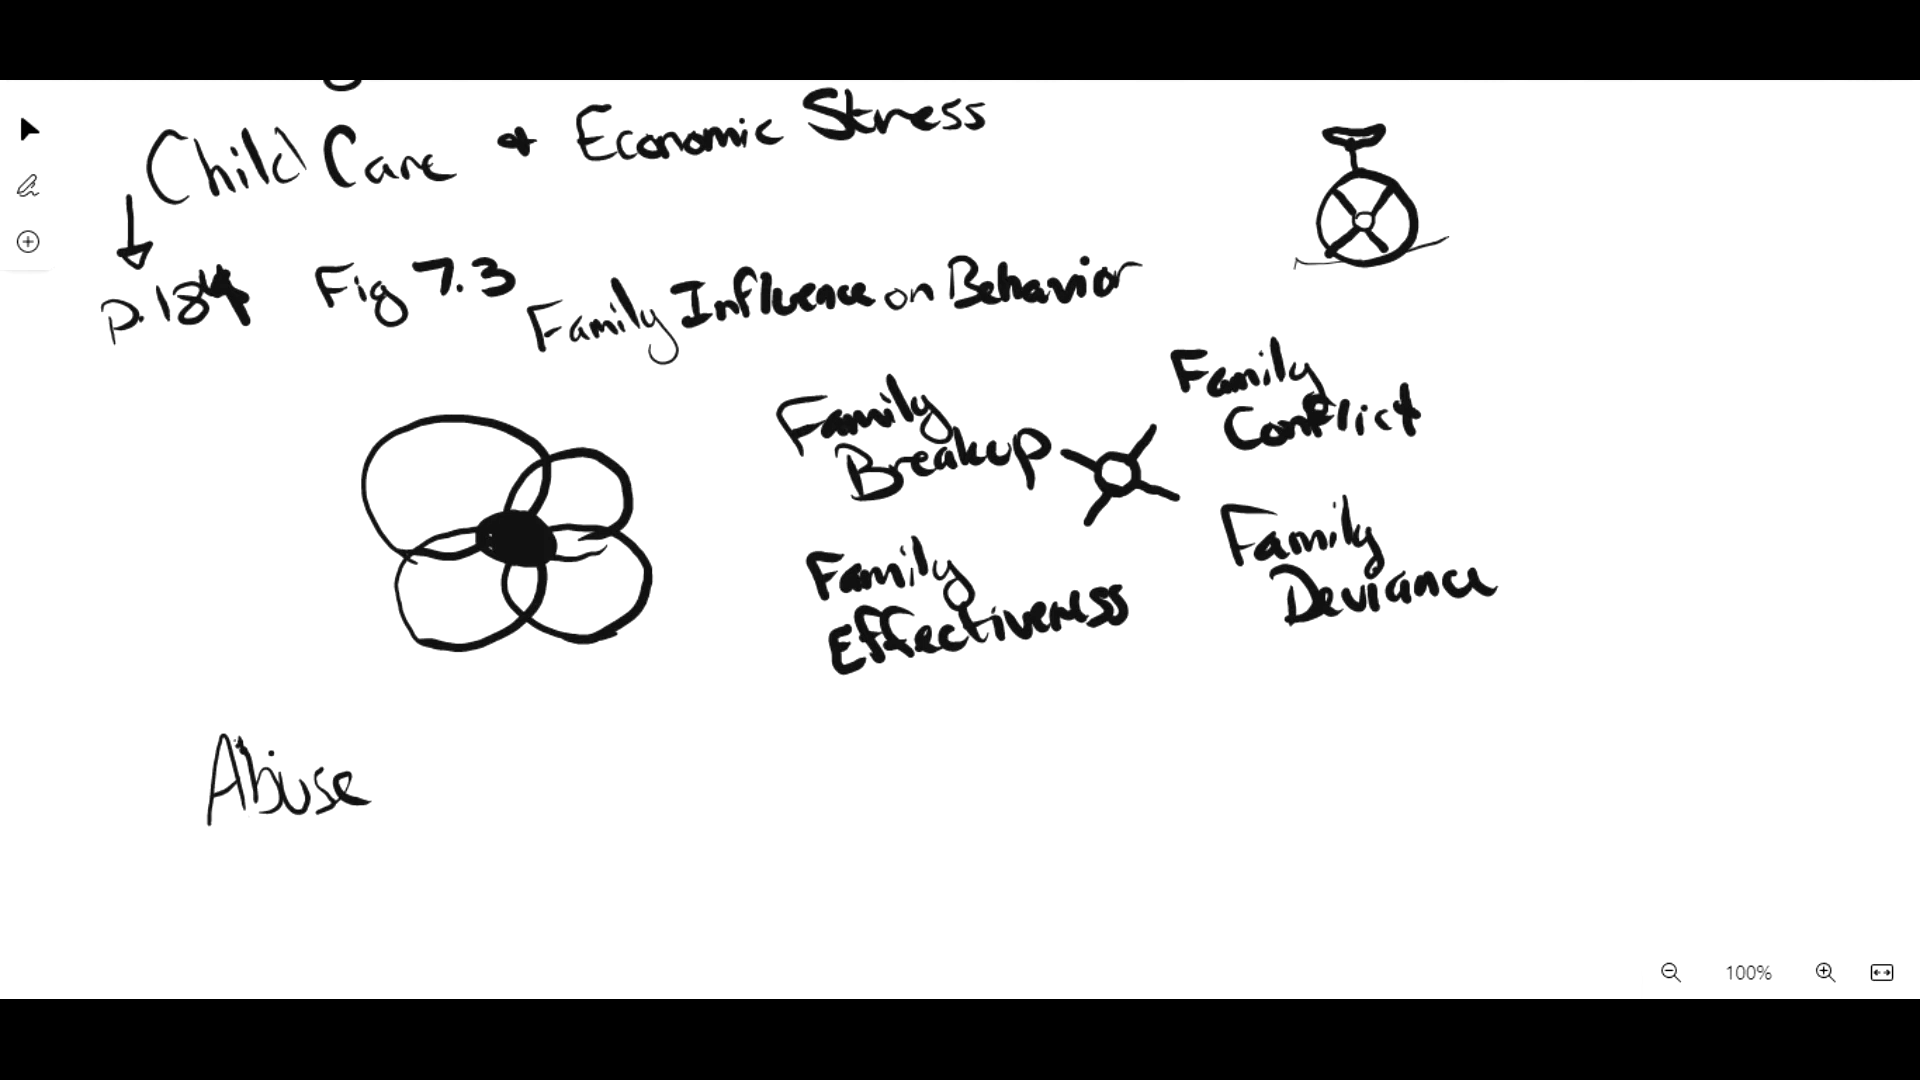 Child Care & Economic Stress
p. 184 Fig 7.3 Family Influence on Behavior
Family
Breakup
Family
Conflict
Family
Effectiveness
Family
Deviance
Abuse
100%